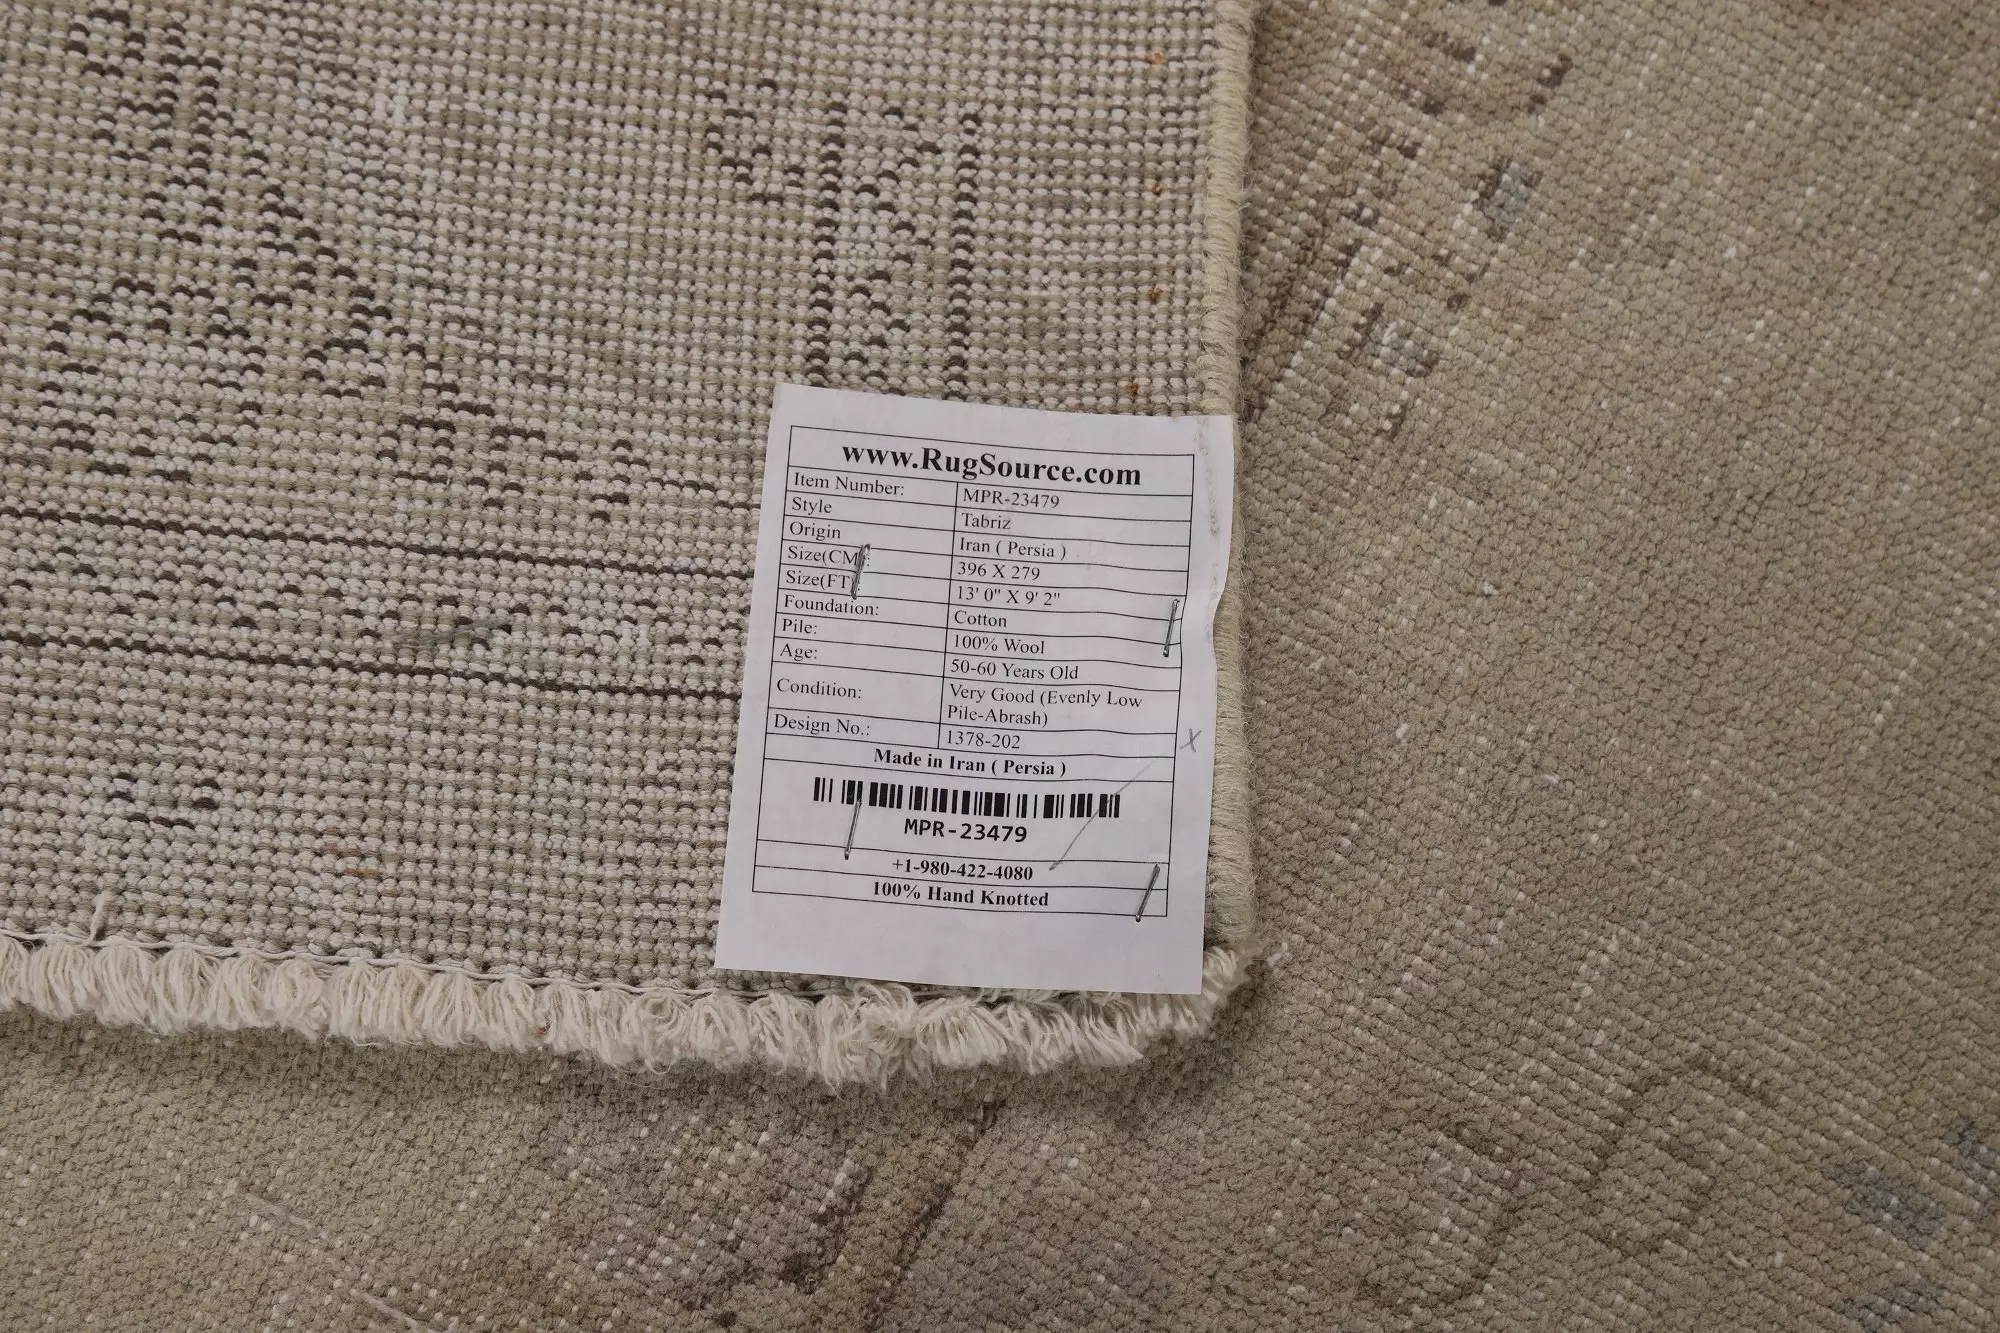 www.RugSource.com
Item Number: MPR-23479
Style Tabriz
Origin Iran ( Persia )
Size(CM): 396 X 279
Size(FT) 13' 0" X 9' 2"
Foundation: Cotton
Pile: 100% Wool
Age: 50-60 Years Old
Condition: Very Good (Evenly Low
Pile-Abrash)
Design No.: 1378-202
Made in Iran ( Persia )
MPR-23479
+1-980-422-4080
100% Hand Knotted
X